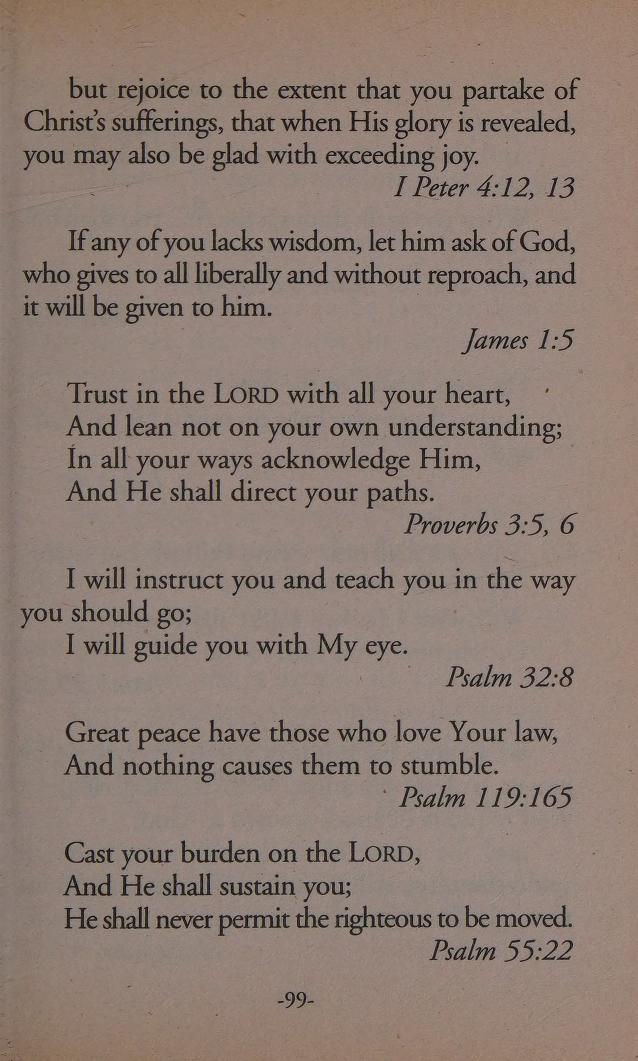 but rejoice to the extent that you partake of
Christ's sufferings, that when His glory is revealed,
you may also be glad with exceeding joy.
I Peter 4:12, 13
If any of you lacks wisdom, let him ask of God,
who gives to all liberally and without reproach, and
it will be given to him.
James 1:5
Trust in the LORD with all your heart,
And lean not on your own understanding;
In all your ways acknowledge Him,
And He shall direct your paths.
Proverbs 3:5, 6
I will instruct you and teach you in the way
you should go;
I will guide you with My eye.
Psalm 32:8
Great peace have those who love Your law,
And nothing causes them to stumble.
Psalm 119:165
Cast your burden on the LORD,
And He shall sustain you;
He shall never permit the righteous to be moved.
Psalm 55:22
-99-